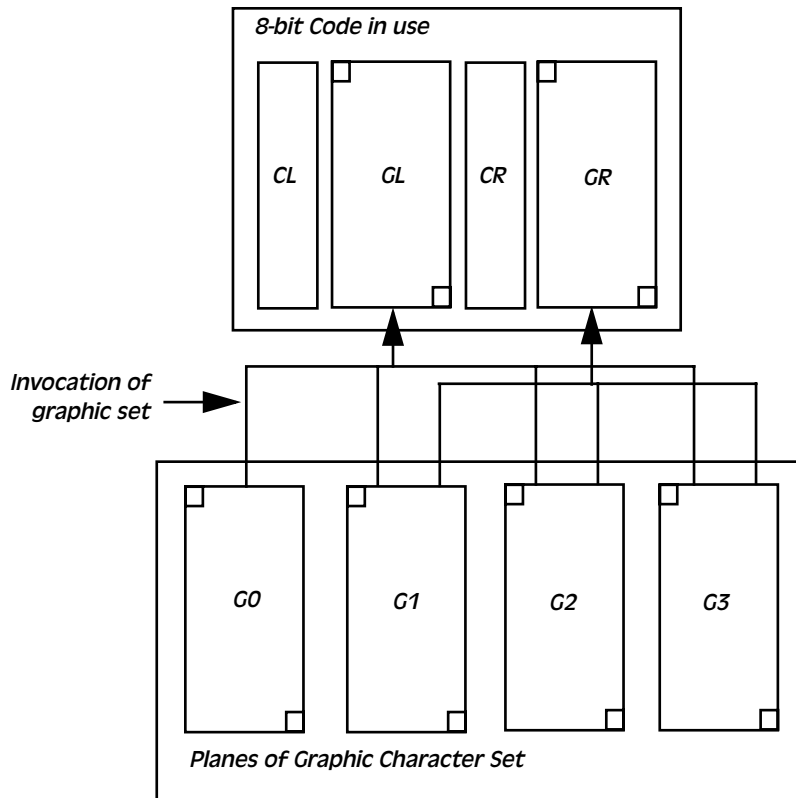 8-bit Code in use
CL
GL
CR
GR
Invocation of
graphic set
G0
G1
G2
G3
Planes of Graphic Character Set